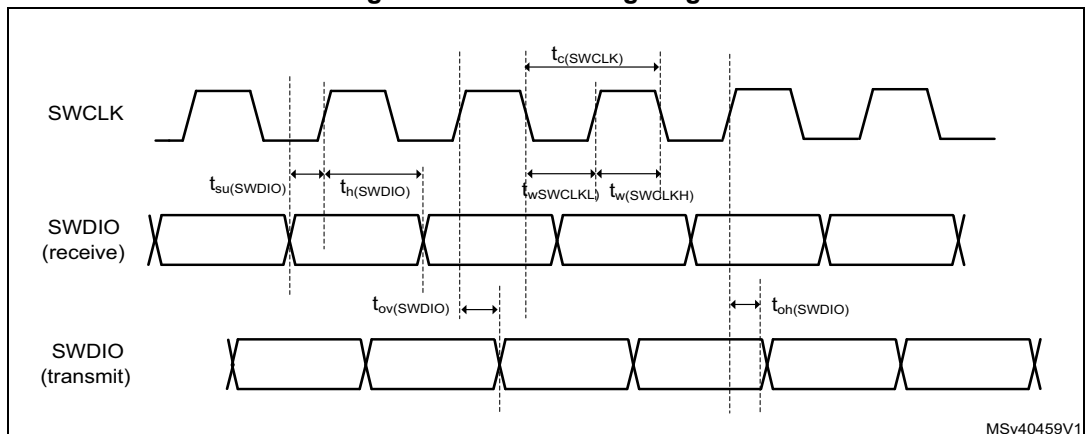 tc(SWCLK)
SWCLK
tsu(SWDIO)
th(SWDIO)
twSWCLKL)
tw(SWCLKH)
SWDIO
(receive)
tov(SWDIO)
toh(SWDIO)
SWDIO
(transmit)
MSv40459V1